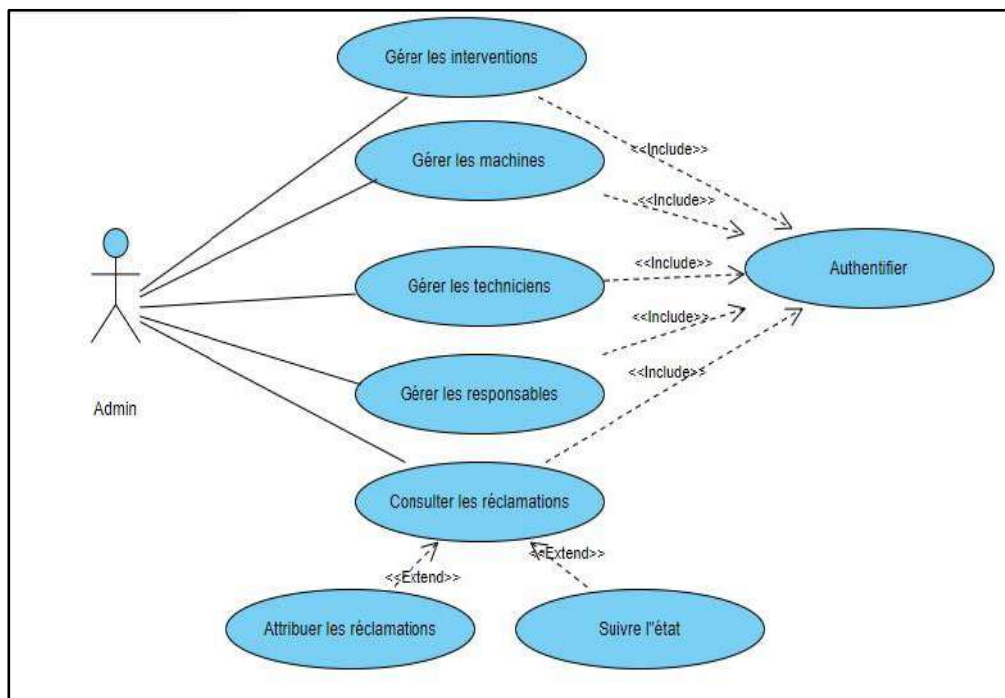 Gérer les interventions
<<Include>>
Gérer les machines
<<Include>>
<<Include>>
Authentifier
Gérer les techniciens
<<Include>>
Gérer les responsables
<<Include>>
Admin
Consulter les réclamations
<<Extend>>
<<Extend>>
Attribuer les réclamations
Suivre l''état